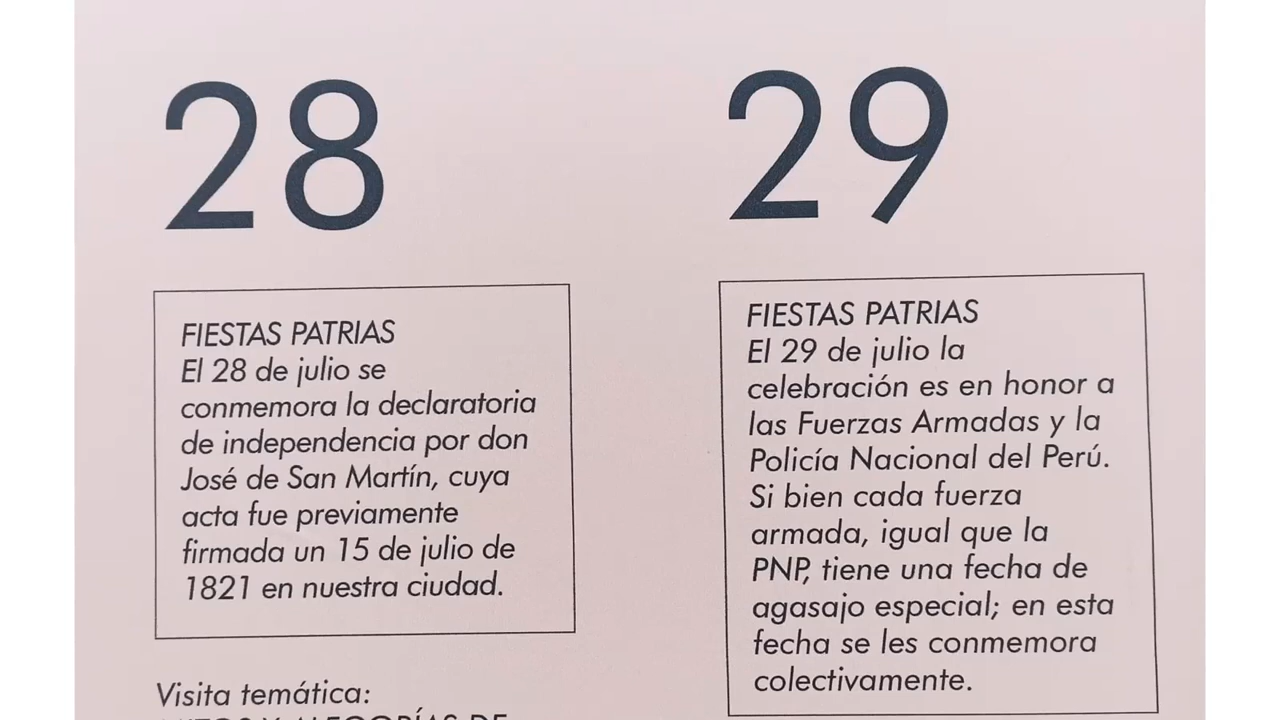 28
FIESTAS PATRIAS
El 28 de julio se
conmemora la declaratoria
de independencia por don
José de San Martín, cuya
acta fue previamente
firmada un 15 de julio de
1821 en nuestra ciudad.
Visita temática:
MITOS Y ALEGORÍAS DE
29
FIESTAS PATRIAS
El 29 de julio la
celebración es en honor a
las Fuerzas Armadas y la
Policía Nacional del Perú.
Si bien cada fuerza
armada, igual que la
PNP, tiene una fecha de
agasajo especial; en esta
fecha se les conmemora
colectivamente.